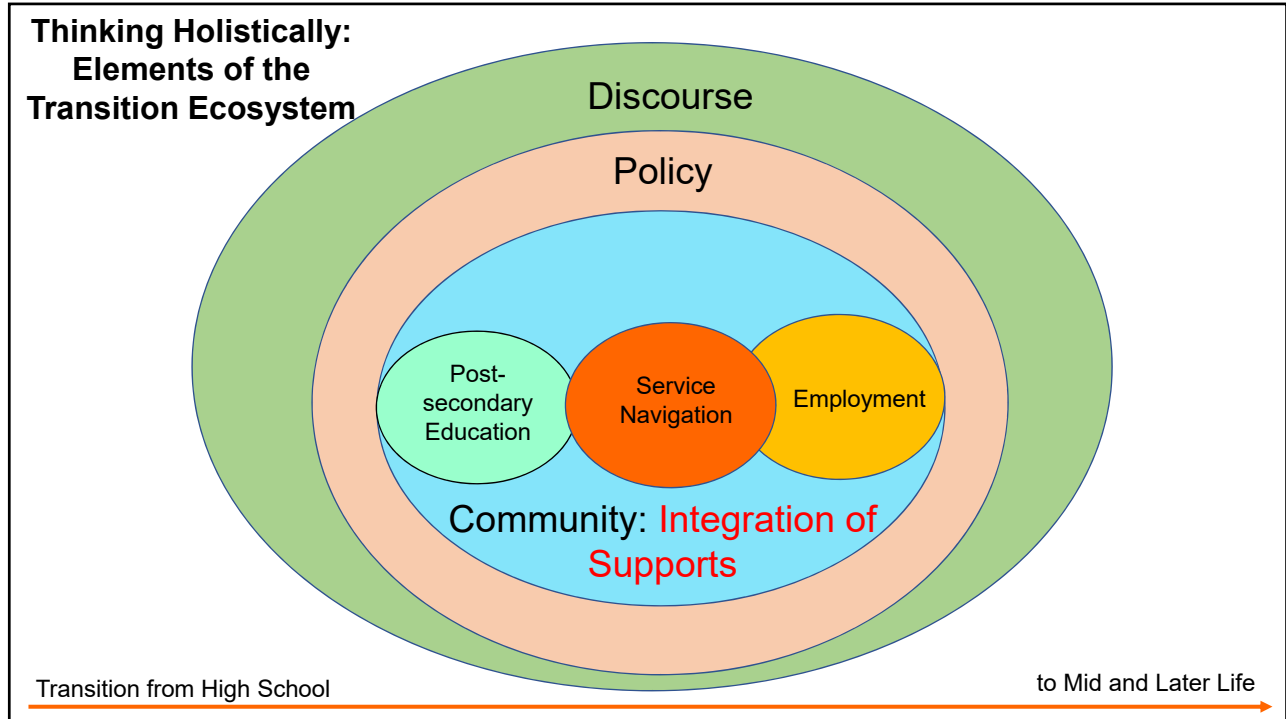 Thinking Holistically:
Elements of the
Transition Ecosystem
Discourse
Policy
Post-
secondary
Education
Service
Navigation
Employment
Community: Integration of
Supports
Transition from High School
to Mid and Later Life